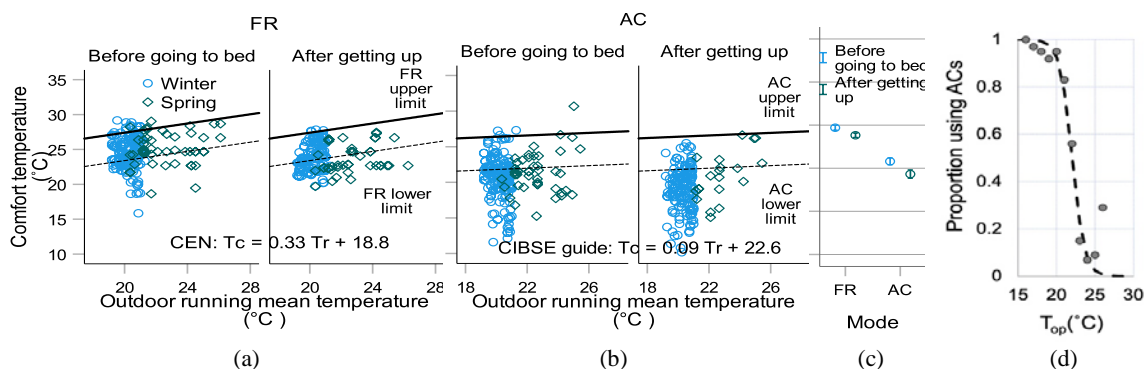 FR
Before going to bed
After getting up
Winter
Spring
FR
upper
limit
FR lower
limit
Comfort temperature
(°C)
35
30
25
20
15
10
CEN: Tc = 0.33 Tr + 18.8
20
24
28
20
24
28
Outdoor running mean temperature
(°C )
(a)
AC
Before going to bed
After getting up
AC
upper
limit
AC
lower
limit
CIBSE guide: Tc = 0.09 Tr + 22.6
18
22
26
18
22
26
Outdoor running mean temperature
(°C )
(b)
Before
going to bed
After getting
up
FR
AC
Mode
(c)
Proportion using ACs
1
0.8
0.6
0.4
0.2
0
15
20
25
30
Top(°C)
(d)